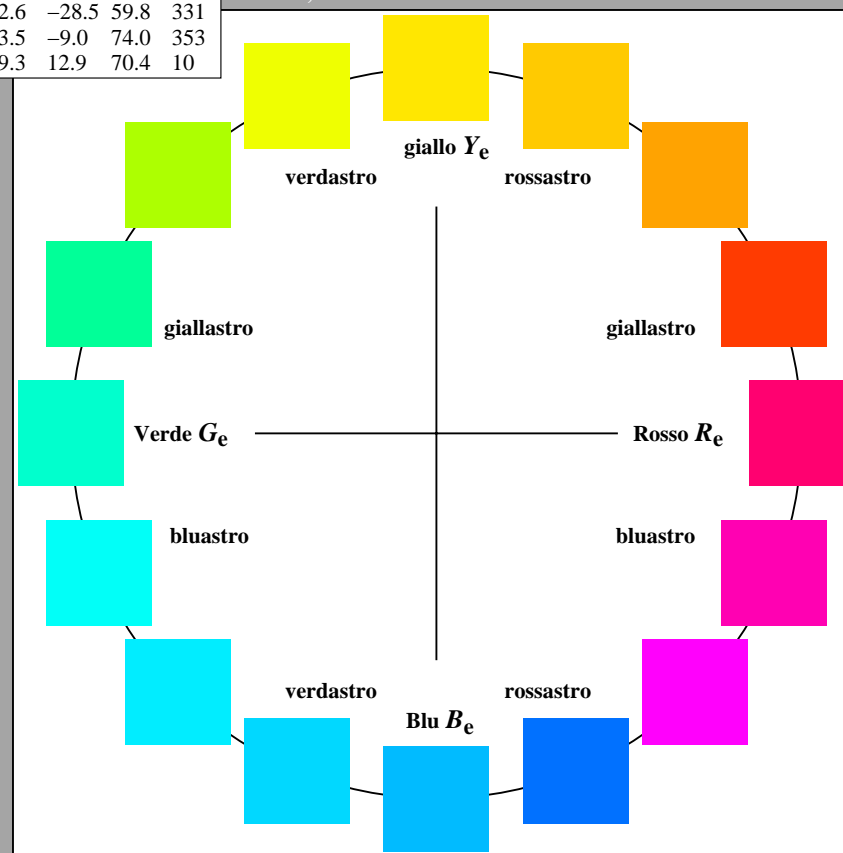 –28.5 59.8 331
–9.0 74.0 353
12.9 70.4 10
giallo Ye
verdastro rossastro
giallastro giallastro
Verde Ge Rosso Re
bluastro bluastro
verdastro rossastro
Blu Be